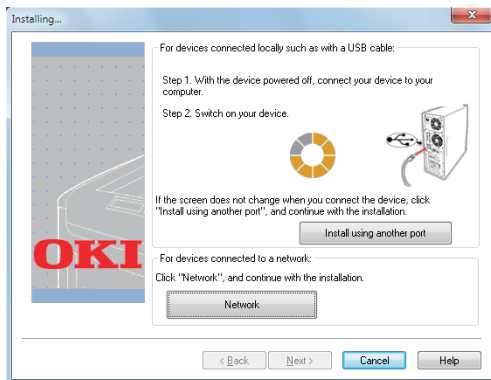 Installing...
For devices connected locally such as with a USB cable:
Step 1. With the device powered off, connect your device to your
computer.
Step 2. Switch on your device.
If the screen does not change when you connect the device, click
"Install using another port", and continue with the installation.
Install using another port
OKI
For devices connected to a network:
Click "Network", and continue with the installation.
Network
< Back
Next >
Cancel
Help